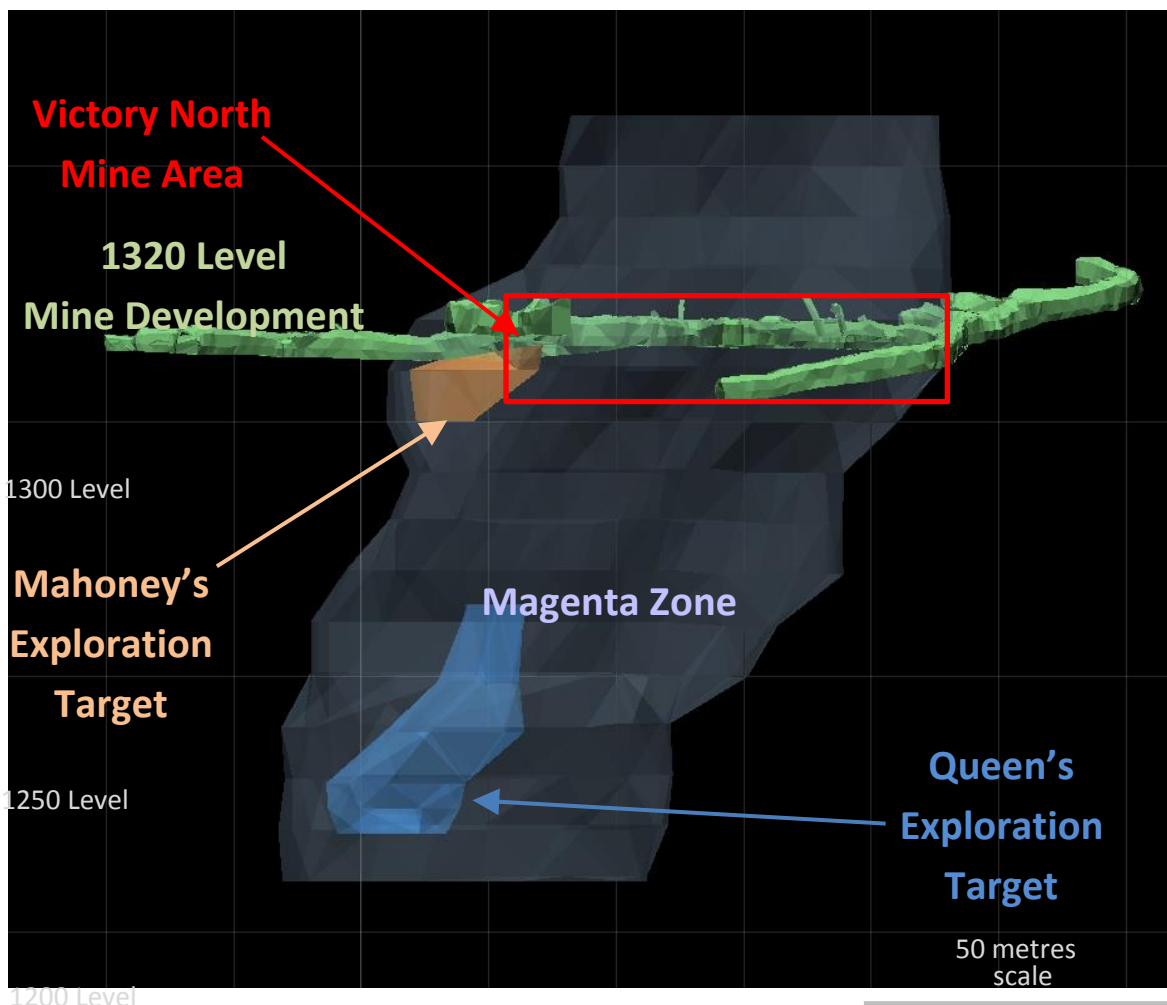 Victory North
Mine Area
1320 Level
Mine Development
1300 Level
Mahoney's
Exploration
Target
Magenta Zone
1250 Level
Queen's
Exploration
Target
50 metres
scale
1200 Level